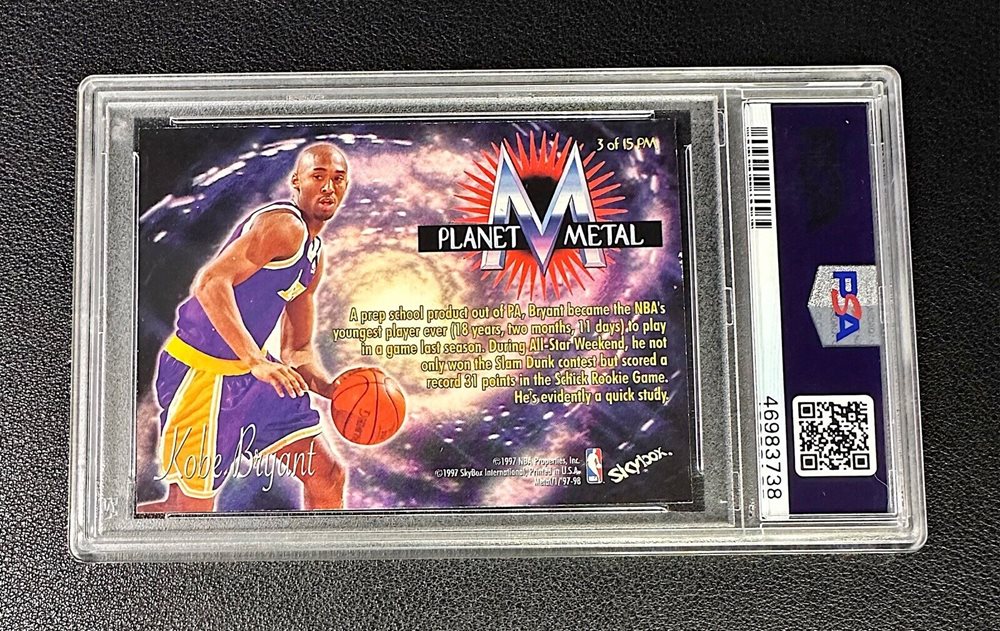 3 of 15 PM
M
PLANET METAL
A prep school product out of PA, Bryant became the NBA's
youngest player ever (18 years, two months, 11 days) to play
in a game last season. During All-Star Weekend, he not
only won the Slam Dunk contest but scored a
record 31 points in the Schick Rookie Game.
He's evidently a quick study.
Kobe Bryant
©1997 NBA Properties, Inc.
©1997 SkyBox International, Printed in U.S.A.
Metal/1/'97-98
SkyBox
PSA
46983738